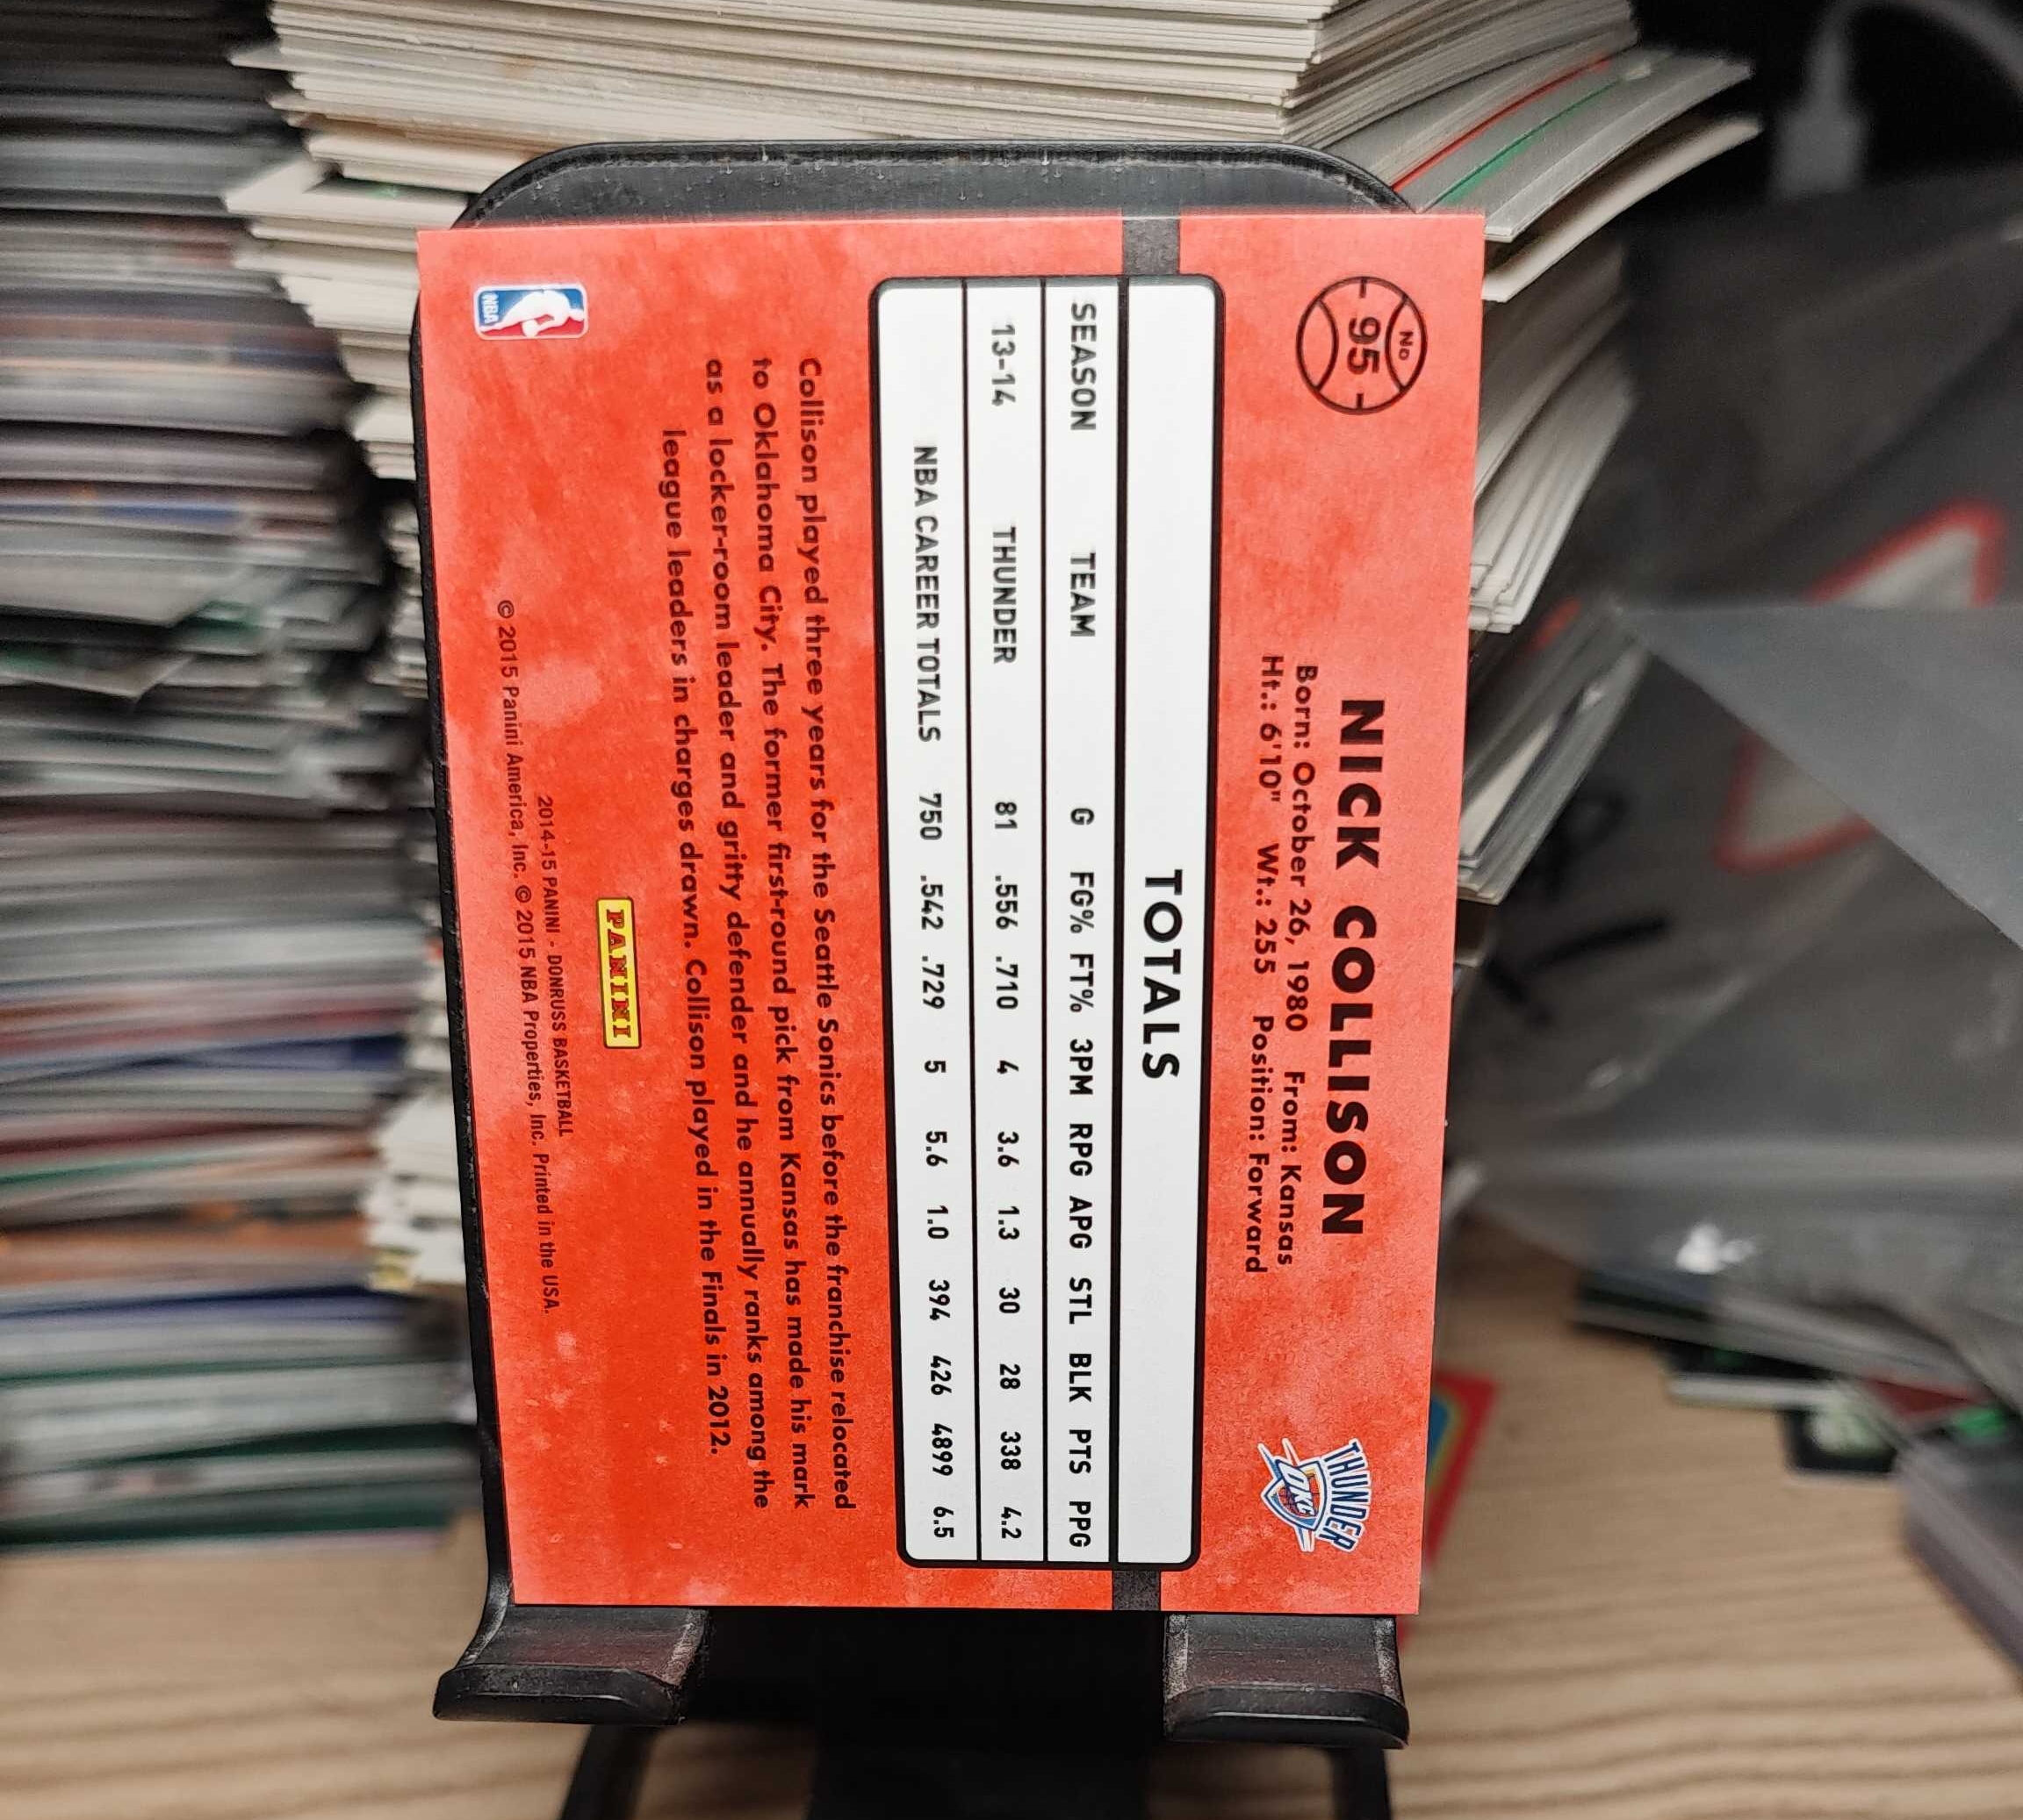 No
95
NICK COLLISON
Born: October 26, 1980 From: Kansas
Ht.: 6'10" Wt.: 255 Position: Forward
THUNDER
OKC
TOTALS
SEASON TEAM G FG% FT% 3PM RPG APG STL BLK PTS PPG
13-14 THUNDER 81 .556 .710 4 3.6 1.3 30 28 338 4.2
NBA CAREER TOTALS 750 .542 .729 5 5.6 1.0 394 426 4899 6.5
Collison played three years for the Seattle Sonics before the franchise relocated
to Oklahoma City. The former first-round pick from Kansas has made his mark
as a locker-room leader and gritty defender and he annually ranks among the
league leaders in charges drawn. Collison played in the Finals in 2012.
PANINI
NBA
2014-15 PANINI - DONRUSS BASKETBALL
© 2015 Panini America, Inc. © 2015 NBA Properties, Inc. Printed in the USA.